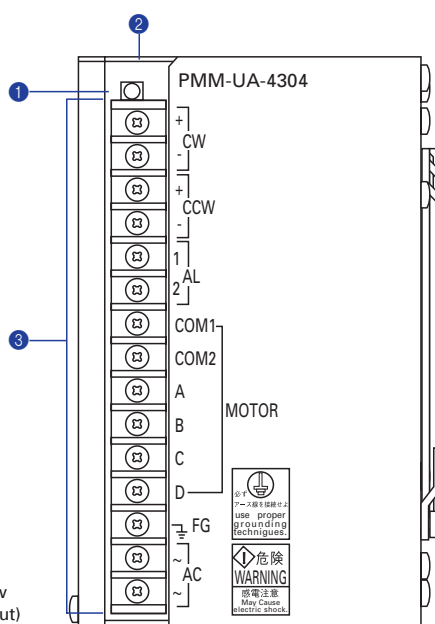 2
1
PMM-UA-4304
+
CW
-
+
CCW
-
1
AL
2
3
COM1
COM2
A
MOTOR
B
C
D
FG
~
AC
~
必ず
アース線を接続せよ
use proper
grounding
technigues.
危険
WARNING
感電注意
May Cause
electric shock.
w
ut)